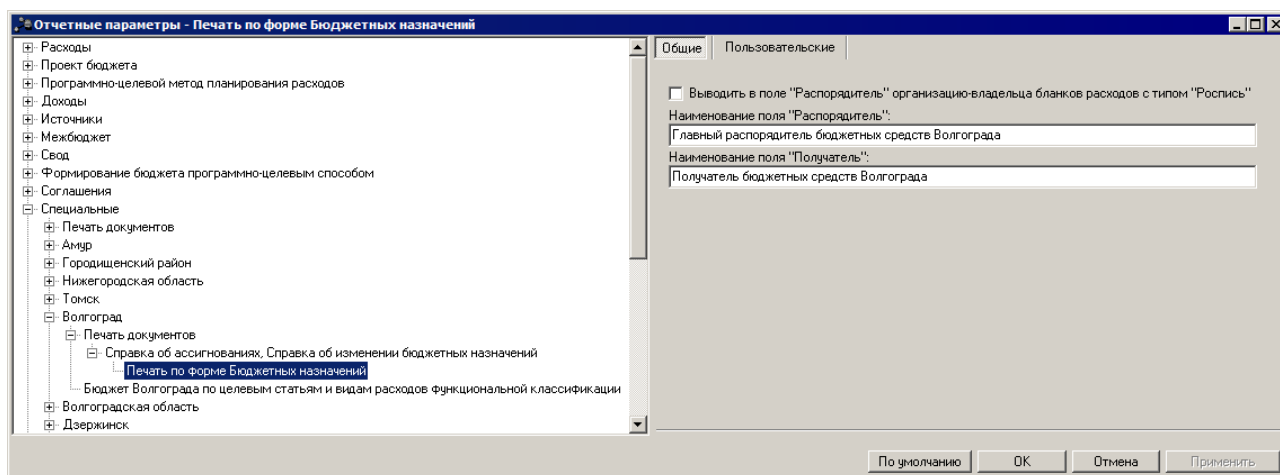 Отчетные параметры - Печать по форме Бюджетных назначений
Расходы
Проект бюджета
Программно-целевой метод планирования расходов
Доходы
Источники
Межбюджет
Свод
Формирование бюджета программно-целевым способом
Соглашения
Специальные
Печать документов
Амур
Городищенский район
Нижегородская область
Томск
Волгоград
Печать документов
Справка об ассигнованиях, Справка об изменении бюджетных назначений
Печать по форме Бюджетных назначений
Бюджет Волгограда по целевым статьям и видам расходов функциональной классификации
Волгоградская область
Дзержинск
Общие Пользовательские
Выводить в поле "Распорядитель" организацию-владельца бланков расходов с типом "Роспись"
Наименование поля "Распорядитель":
Главный распорядитель бюджетных средств Волгограда
Наименование поля "Получатель":
Получатель бюджетных средств Волгограда
По умолчанию OK Отмена Применить